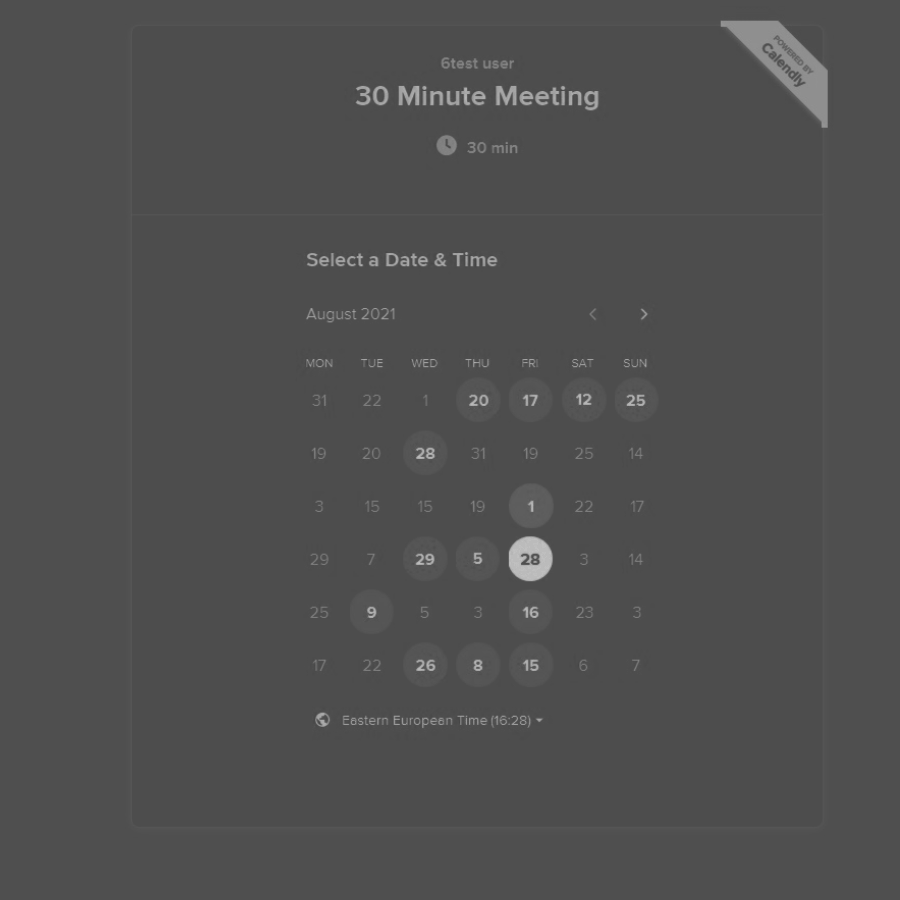 POWERED BY
Calendly
6test user
30 Minute Meeting
30 min
Select a Date & Time
August 2021
MON TUE WED THU FRI SAT SUN
31 22 1 20 17 12 25
19 20 28 31 19 25 14
3 15 15 19 1 22 17
29 7 29 5 28 3 14
25 9 5 3 16 23 3
17 22 26 8 15 6 7
Eastern European Time (16:28)